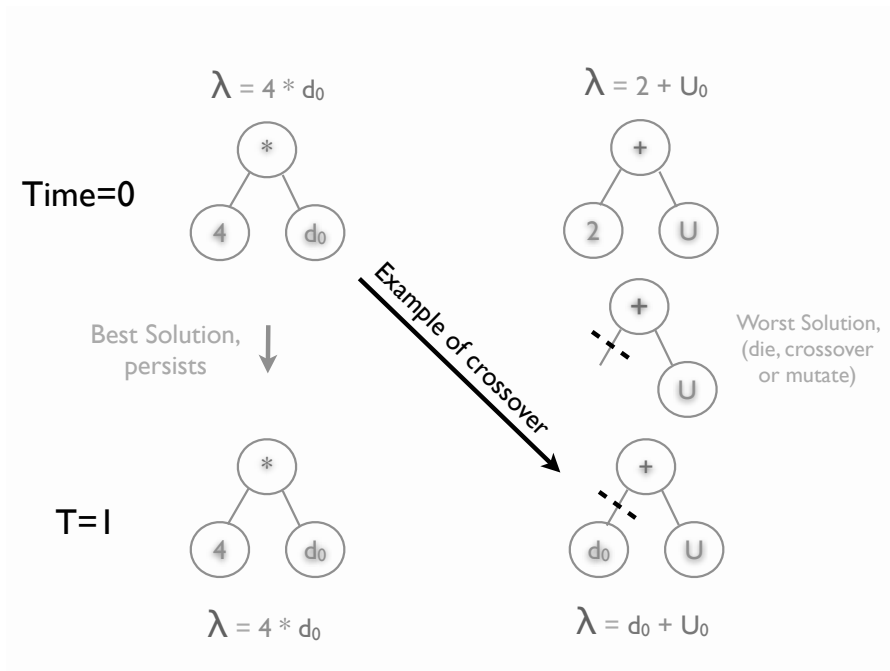 λ = 4 * d₀
λ = 2 + U₀
*
+
Time=0
4
d₀
2
U
Example of crossover
+
Best Solution,
persists
Worst Solution,
(die, crossover
or mutate)
U
*
+
T=1
4
d₀
d₀
U
λ = 4 * d₀
λ = d₀ + U₀